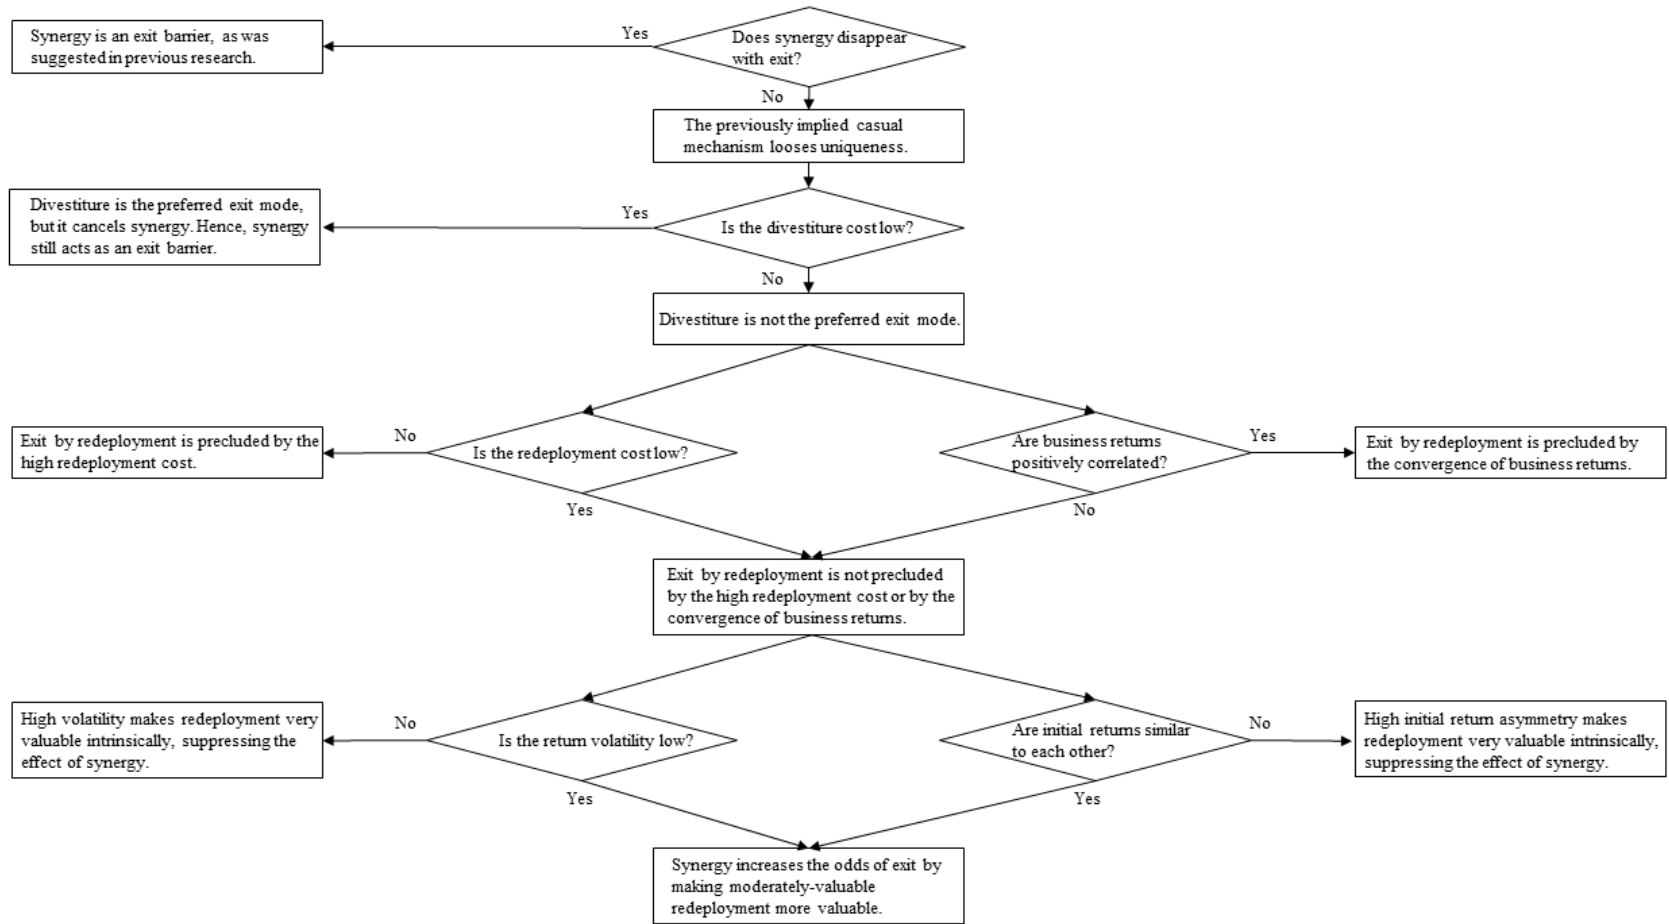 Synergy is an exit barrier, as was
suggested in previous research.
Yes
Does synergy disappear
with exit?
No
The previously implied casual
mechanism looses uniqueness.
Divestiture is the preferred exit mode,
but it cancels synergy. Hence, synergy
still acts as an exit barrier.
Yes
Is the divestiture cost low?
No
Divestiture is not the preferred exit mode.
Exit by redeployment is precluded by the
high redeployment cost.
No
Is the redeployment cost low?
Yes
Are business returns
positively correlated?
Yes
Exit by redeployment is precluded by
the convergence of business returns.
No
Exit by redeployment is not precluded
by the high redeployment cost or by the
convergence of business returns.
High volatility makes redeployment very
valuable intrinsically, suppressing the
effect of synergy.
No
Is the return volatility low?
Yes
Are initial returns similar
to each other?
No
High initial return asymmetry makes
redeployment very valuable intrinsically,
suppressing the effect of synergy.
Yes
Synergy increases the odds of exit by
making moderately-valuable
redeployment more valuable.